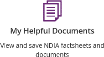 My Helpful Documents
View and save NDIA factsheets and
documents